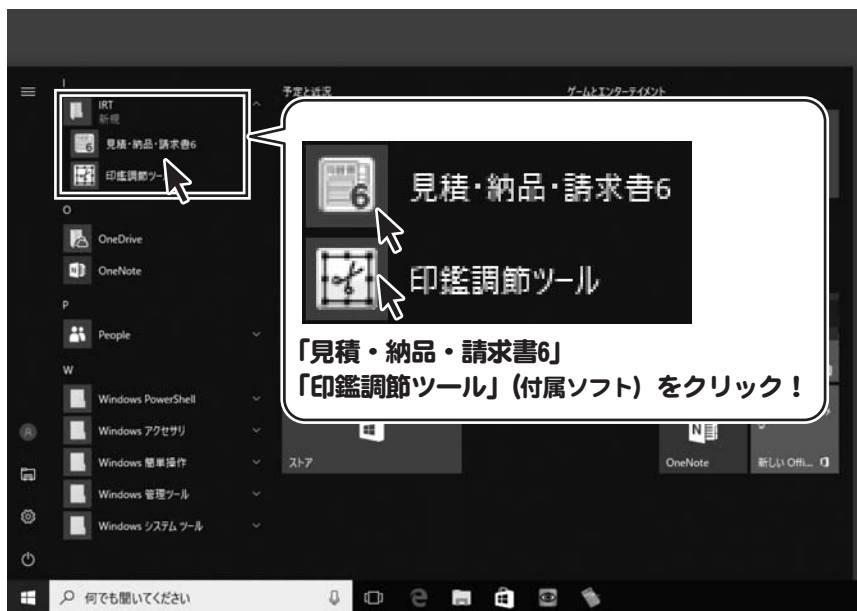 I
IRT
新規
見積・納品・請求書6
印鑑調節ツー
O
OneDrive
OneNote
P
People
W
Windows PowerShell
Windows アクセサリ
Windows 簡単操作
Windows 管理ツール
Windows システム ツール
予定と近況
ゲームとエンターテイメント
6
見積・納品・請求書6
印鑑調節ツール
「見積・納品・請求書6」
「印鑑調節ツール」(付属ソフト) をクリック！
ストア
OneNote
新しい Offi...
何でも聞いてください